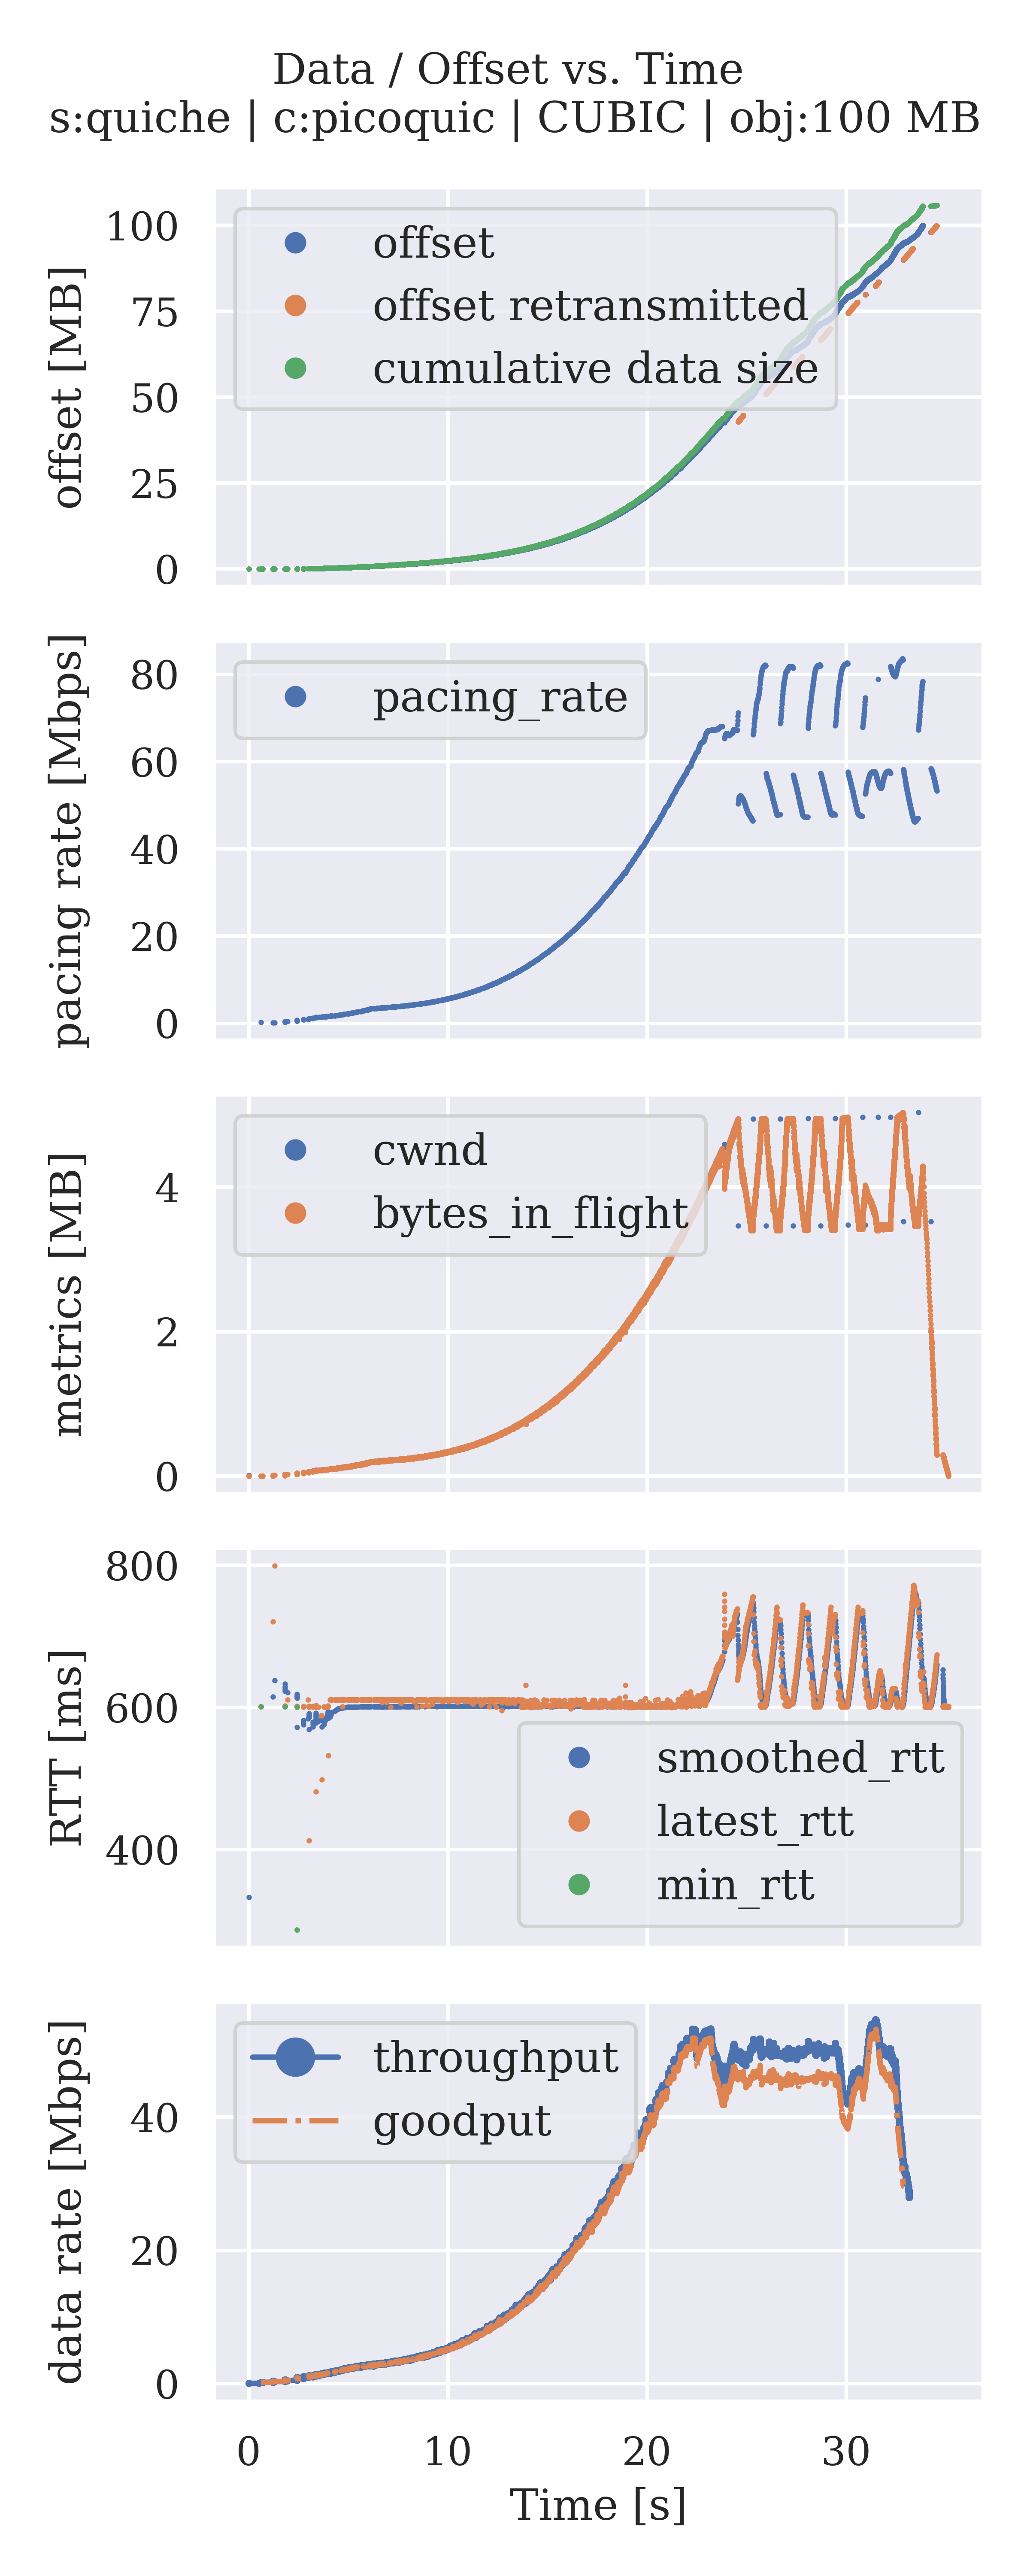 Data / Offset vs. Time
s:quiche | c:picoquic | CUBIC | obj:100 MB
offset [MB]
100
75
50
25
0
offset
offset retransmitted
cumulative data size
pacing rate [Mbps]
80
60
40
20
0
pacing_rate
metrics [MB]
4
2
0
cwnd
bytes_in_flight
RTT [ms]
800
600
400
smoothed_rtt
latest_rtt
min_rtt
data rate [Mbps]
40
20
0
throughput
goodput
0 10 20 30
Time [s]